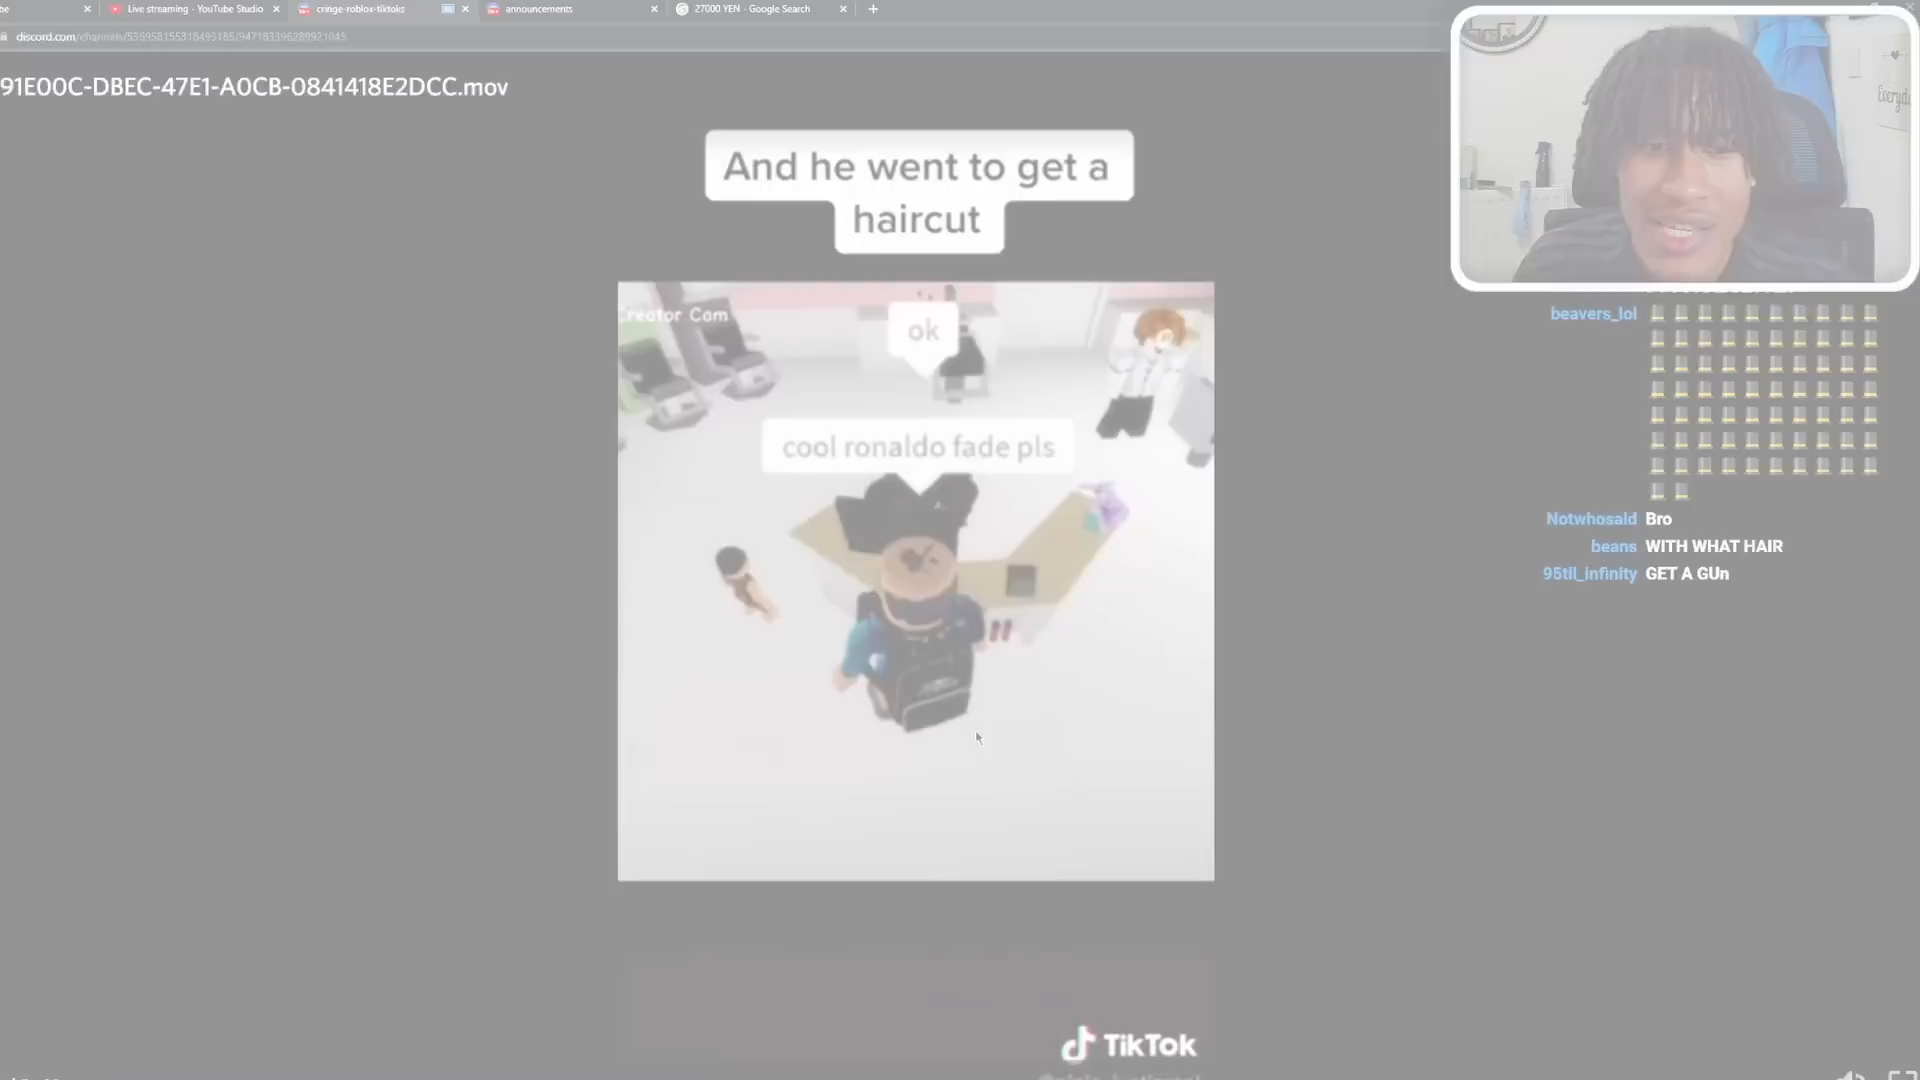 Live streaming - YouTube Studio
cringe-roblox-tiktoks
announcements
27000 YEN - Google Search
91E00C-DBEC-47E1-A0CB-0841418E2DCC.mov
And he went to get a
haircut
Creator Com
ok
cool ronaldo fade pls
beavers_lol
Notwhosaid Bro
beans WITH WHAT HAIR
95til_infinity GET A GUn
TikTok